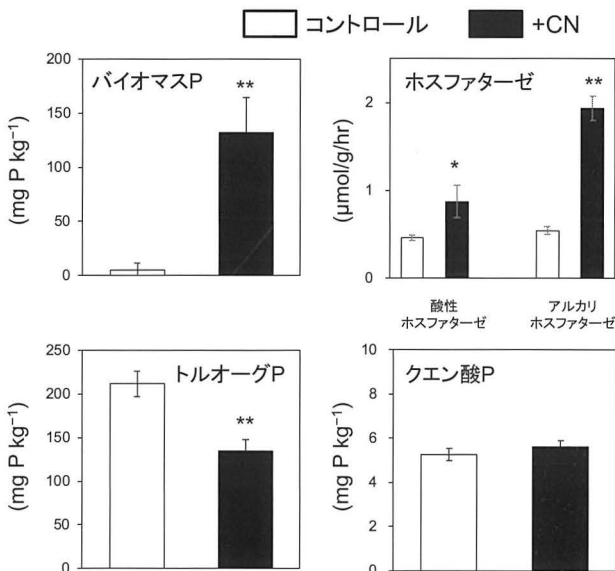 コントロール +CN
バイオマスP
(mg P kg⁻¹)
200
150
100
50
0
**
ホスファターゼ
(μmol/g/hr)
2
1
0
*
**
酸性
ホスファターゼ
アルカリ
ホスファターゼ
トルオーグP
(mg P kg⁻¹)
250
200
150
100
50
0
**
クエン酸P
(mg P kg⁻¹)
10
8
6
4
2
0